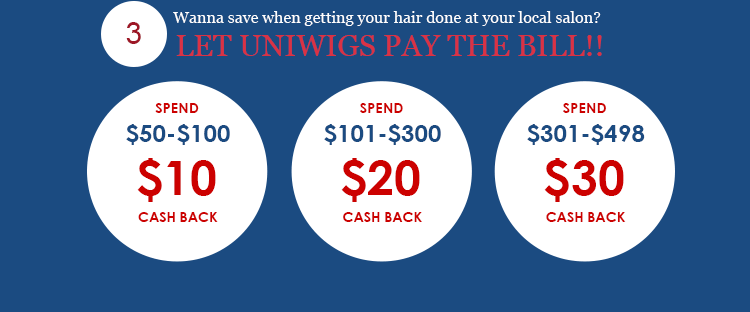 3
Wanna save when getting your hair done at your local salon?
LET UNIWIGS PAY THE BILL!!
SPEND
$50-$100
$10
CASH BACK
SPEND
$101-$300
$20
CASH BACK
SPEND
$301-$498
$30
CASH BACK